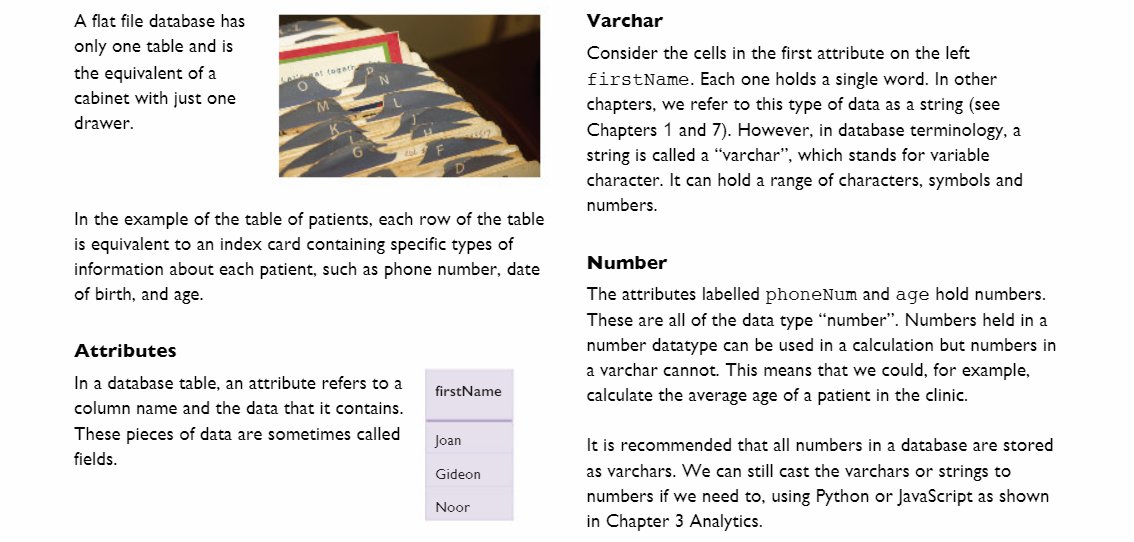 A flat file database has
only one table and is
the equivalent of a
cabinet with just one
drawer.
O
P
N
M
L
K
J
I
H
G
F
D
In the example of the table of patients, each row of the table
is equivalent to an index card containing specific types of
information about each patient, such as phone number, date
of birth, and age.
Attributes
In a database table, an attribute refers to a
column name and the data that it contains.
These pieces of data are sometimes called
fields.
firstName
Joan
Gideon
Noor
Varchar
Consider the cells in the first attribute on the left
firstName. Each one holds a single word. In other
chapters, we refer to this type of data as a string (see
Chapters 1 and 7). However, in database terminology, a
string is called a “varchar”, which stands for variable
character. It can hold a range of characters, symbols and
numbers.
Number
The attributes labelled phoneNum and age hold numbers.
These are all of the data type “number”. Numbers held in a
number datatype can be used in a calculation but numbers in
a varchar cannot. This means that we could, for example,
calculate the average age of a patient in the clinic.
It is recommended that all numbers in a database are stored
as varchars. We can still cast the varchars or strings to
numbers if we need to, using Python or JavaScript as shown
in Chapter 3 Analytics.